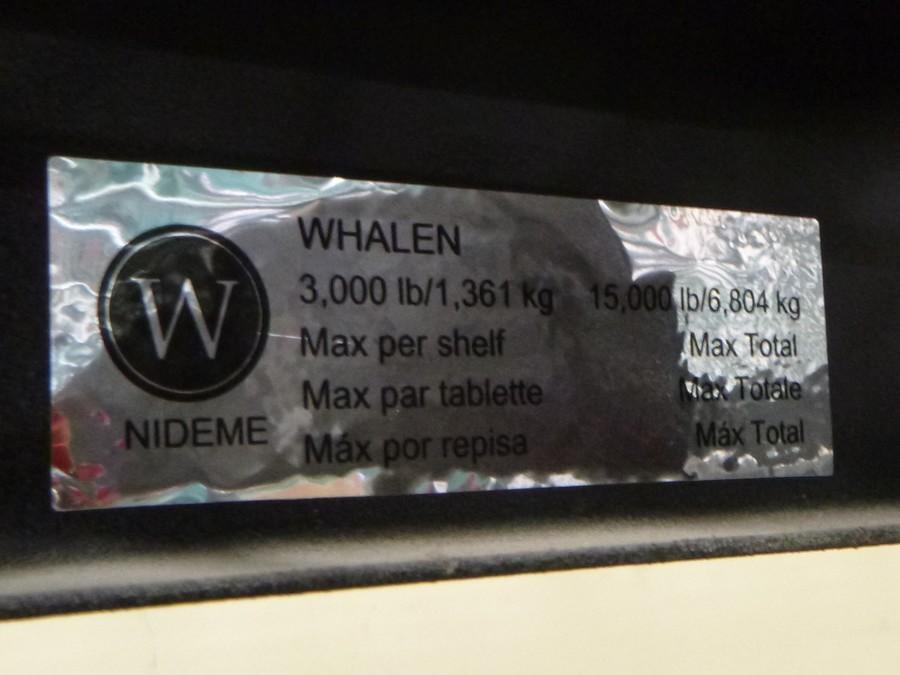 W
NIDEME
WHALEN
3,000 lb/1,361 kg 15,000 lb/6,804 kg
Max per shelf Max Total
Max par tablette Max Totale
Máx por repisa Máx Total